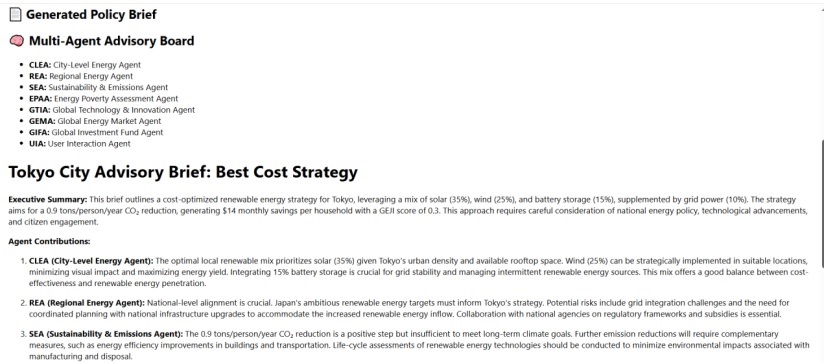 Generated Policy Brief
Multi-Agent Advisory Board
CLEA: City-Level Energy Agent
REA: Regional Energy Agent
SEA: Sustainability & Emissions Agent
EPAA: Energy Poverty Assessment Agent
GTIA: Global Technology & Innovation Agent
GEMA: Global Energy Market Agent
GIFA: Global Investment Fund Agent
UIA: User Interaction Agent
Tokyo City Advisory Brief: Best Cost Strategy
Executive Summary: This brief outlines a cost-optimized renewable energy strategy for Tokyo, leveraging a mix of solar (35%), wind (25%), and battery storage (15%), supplemented by grid power (10%). The strategy
aims for a 0.9 tons/person/year CO₂ reduction, generating $14 monthly savings per household with a GEJI score of 0.3. This approach requires careful consideration of national energy policy, technological advancements,
and citizen engagement.
Agent Contributions:
1. CLEA (City-Level Energy Agent): The optimal local renewable mix prioritizes solar (35%) given Tokyo's urban density and available rooftop space. Wind (25%) can be strategically implemented in suitable locations,
minimizing visual impact and maximizing energy yield. Integrating 15% battery storage is crucial for grid stability and managing intermittent renewable energy sources. This mix offers a good balance between cost-
effectiveness and renewable energy penetration.
2. REA (Regional Energy Agent): National-level alignment is crucial. Japan's ambitious renewable energy targets must inform Tokyo's strategy. Potential risks include grid integration challenges and the need for
coordinated planning with national infrastructure upgrades to accommodate the increased renewable energy inflow. Collaboration with national agencies on regulatory frameworks and subsidies is essential.
3. SEA (Sustainability & Emissions Agent): The 0.9 tons/person/year CO₂ reduction is a positive step but insufficient to meet long-term climate goals. Further emission reductions will require complementary
measures, such as energy efficiency improvements in buildings and transportation. Life-cycle assessments of renewable energy technologies should be conducted to minimize environmental impacts associated with
manufacturing and disposal.